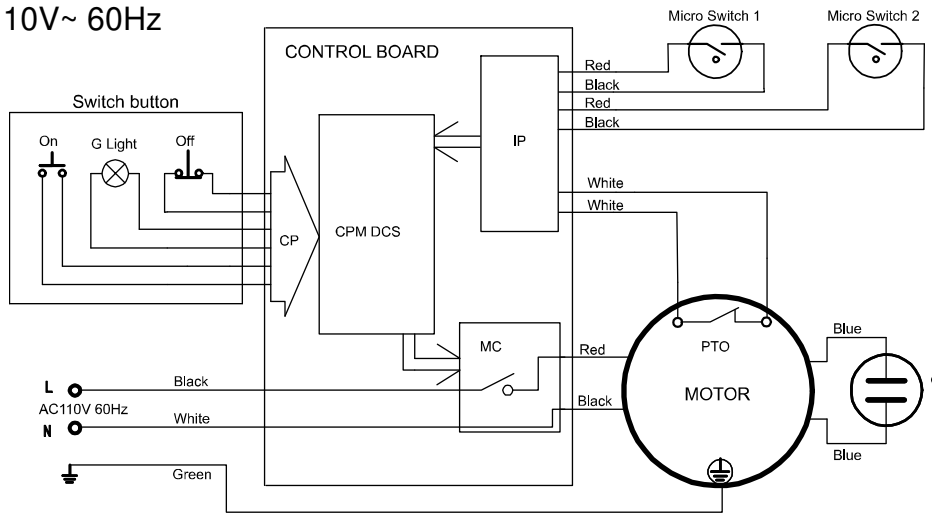 10V~ 60Hz
Micro Switch 1
Micro Switch 2
CONTROL BOARD
Red
Black
Red
Black
Switch button
On
G Light
Off
IP
White
White
CP
CPM DCS
MC
Red
Black
PTO
MOTOR
Blue
Blue
L
Black
AC110V 60Hz
N
White
Green